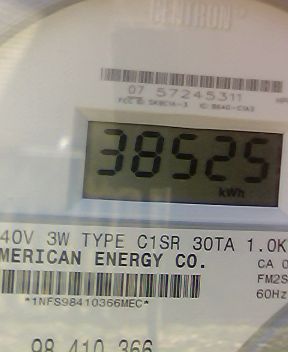 CENTRON
07 57245311
38525
kWh
40V 3W TYPE C1SR 30TA 1.0K
MERICAN ENERGY CO. CA 0
FM2S
*1NFS98410366MEC* 60Hz
98 410 366